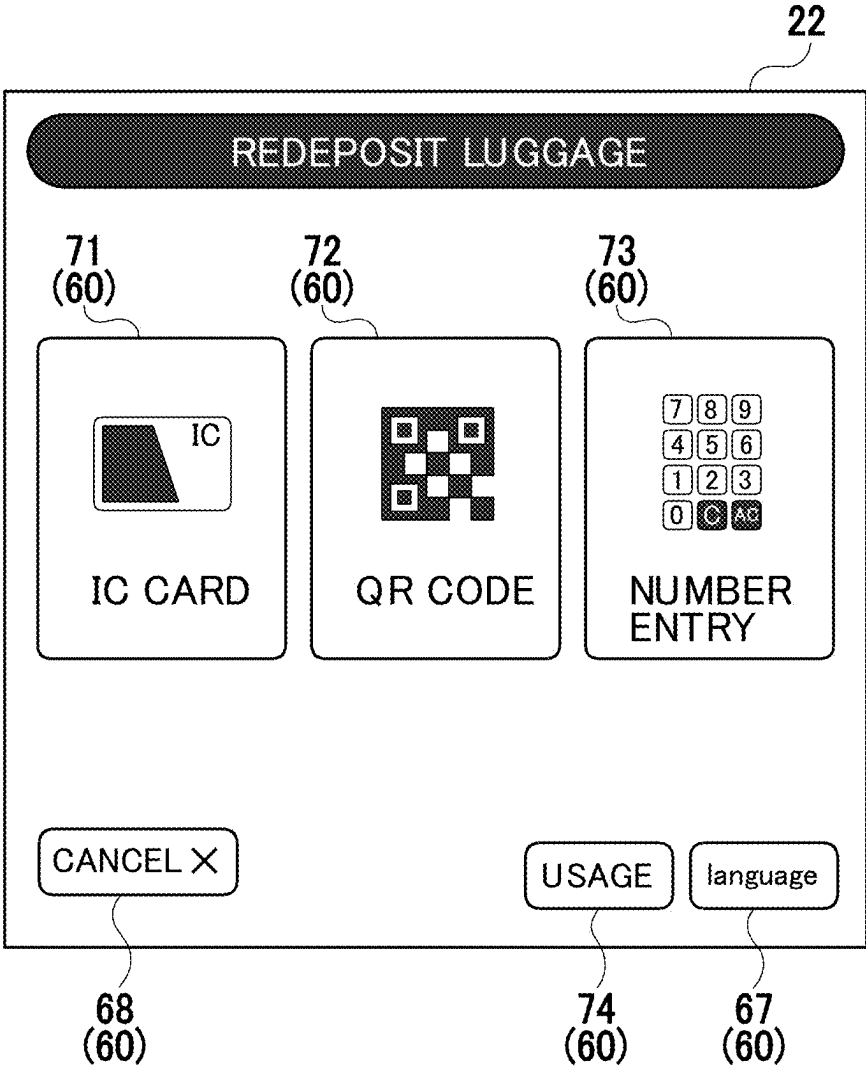 22
REDEPOSIT LUGGAGE
71
(60)
72
(60)
73
(60)
IC
IC CARD
QR CODE
7 8 9
4 5 6
1 2 3
0 C AC
NUMBER
ENTRY
CANCEL ×
USAGE
language
68
(60)
74
(60)
67
(60)